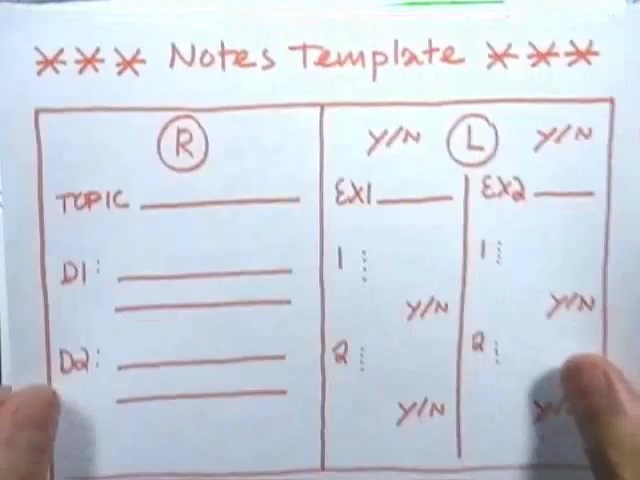 *** Notes Template ***
R
TOPIC
D1:
D2:
Y/N L Y/N
EX1
1
Y/N
2
Y/N
EX2
1
Y/N
2
Y/N